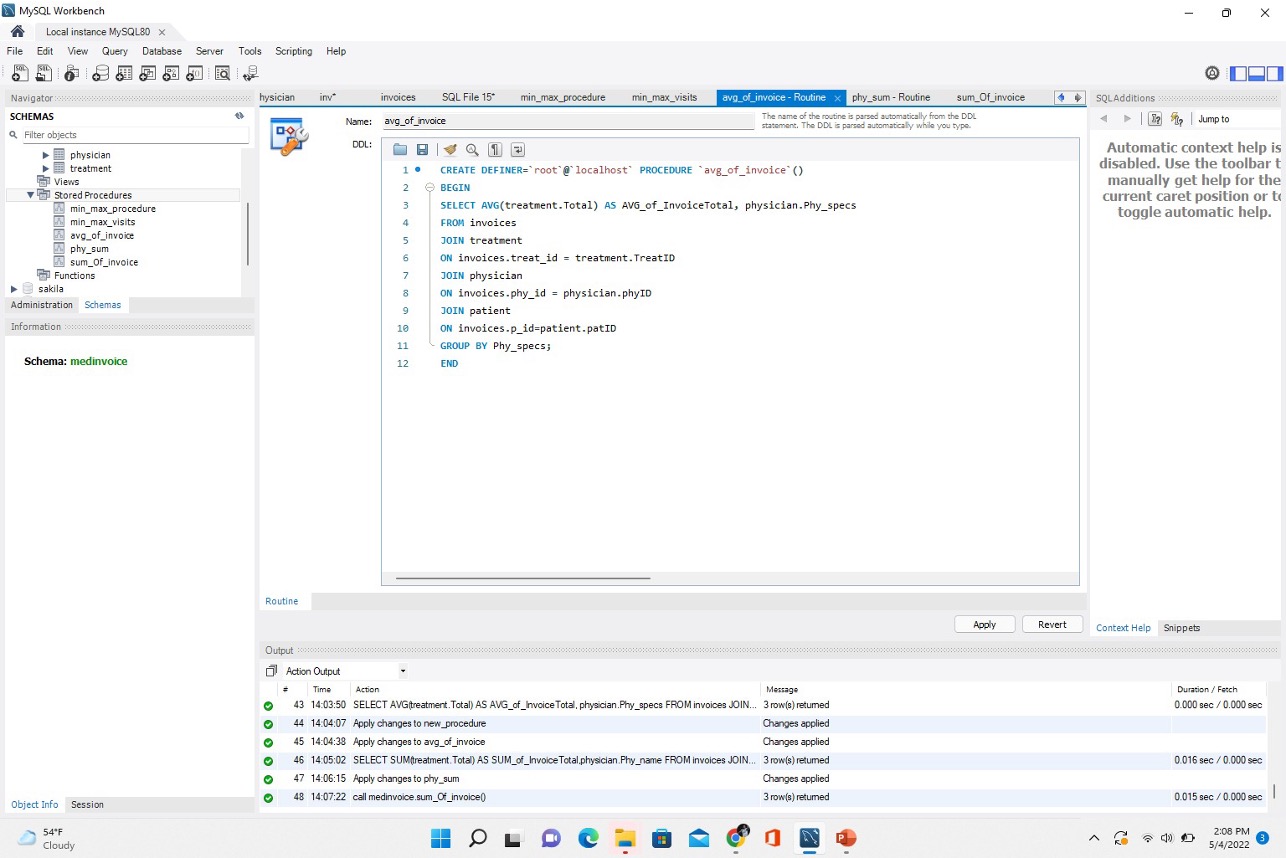 MySQL Workbench
Local instance MySQL80
File Edit View Query Database Server Tools Scripting Help
Navigator
SCHEMAS
Filter objects
physician
treatment
Views
Stored Procedures
min_max_procedure
min_max_visits
avg_of_invoice
phy_sum
sum_Of_invoice
Functions
sakila
Administration Schemas
Information
Schema: medinvoice
Object Info Session
hysician inv* invoices SQL File 15* min_max_procedure min_max_visits avg_of_invoice - Routine phy_sum - Routine sum_Of_invoice
Name: avg_of_invoice
The name of the routine is parsed automatically from the DDL
statement. The DDL is parsed automatically while you type.
DDL:
1 CREATE DEFINER=`root`@`localhost` PROCEDURE `avg_of_invoice`()
2 BEGIN
3 SELECT AVG(treatment.Total) AS AVG_of_InvoiceTotal, physician.Phy_specs
4 FROM invoices
5 JOIN treatment
6 ON invoices.treat_id = treatment.TreatID
7 JOIN physician
8 ON invoices.phy_id = physician.phyID
9 JOIN patient
10 ON invoices.p_id=patient.patID
11 GROUP BY Phy_specs;
12 END
Routine
Apply Revert
SQLAdditions
Jump to
Automatic context help is
disabled. Use the toolbar t
manually get help for the
current caret position or to
toggle automatic help.
Context Help Snippets
Output
Action Output
# Time Action Message Duration / Fetch
43 14:03:50 SELECT AVG(treatment.Total) AS AVG_of_InvoiceTotal, physician.Phy_specs FROM invoices JOIN... 3 row(s) returned 0.000 sec / 0.000 sec
44 14:04:07 Apply changes to new_procedure Changes applied
45 14:04:38 Apply changes to avg_of_invoice Changes applied
46 14:05:02 SELECT SUM(treatment.Total) AS SUM_of_InvoiceTotal,physician.Phy_name FROM invoices JOIN... 3 row(s) returned 0.016 sec / 0.000 sec
47 14:06:15 Apply changes to phy_sum Changes applied
48 14:07:22 call medinvoice.sum_Of_invoice() 3 row(s) returned 0.015 sec / 0.000 sec
54°F
Cloudy
2:08 PM
5/4/2022
3